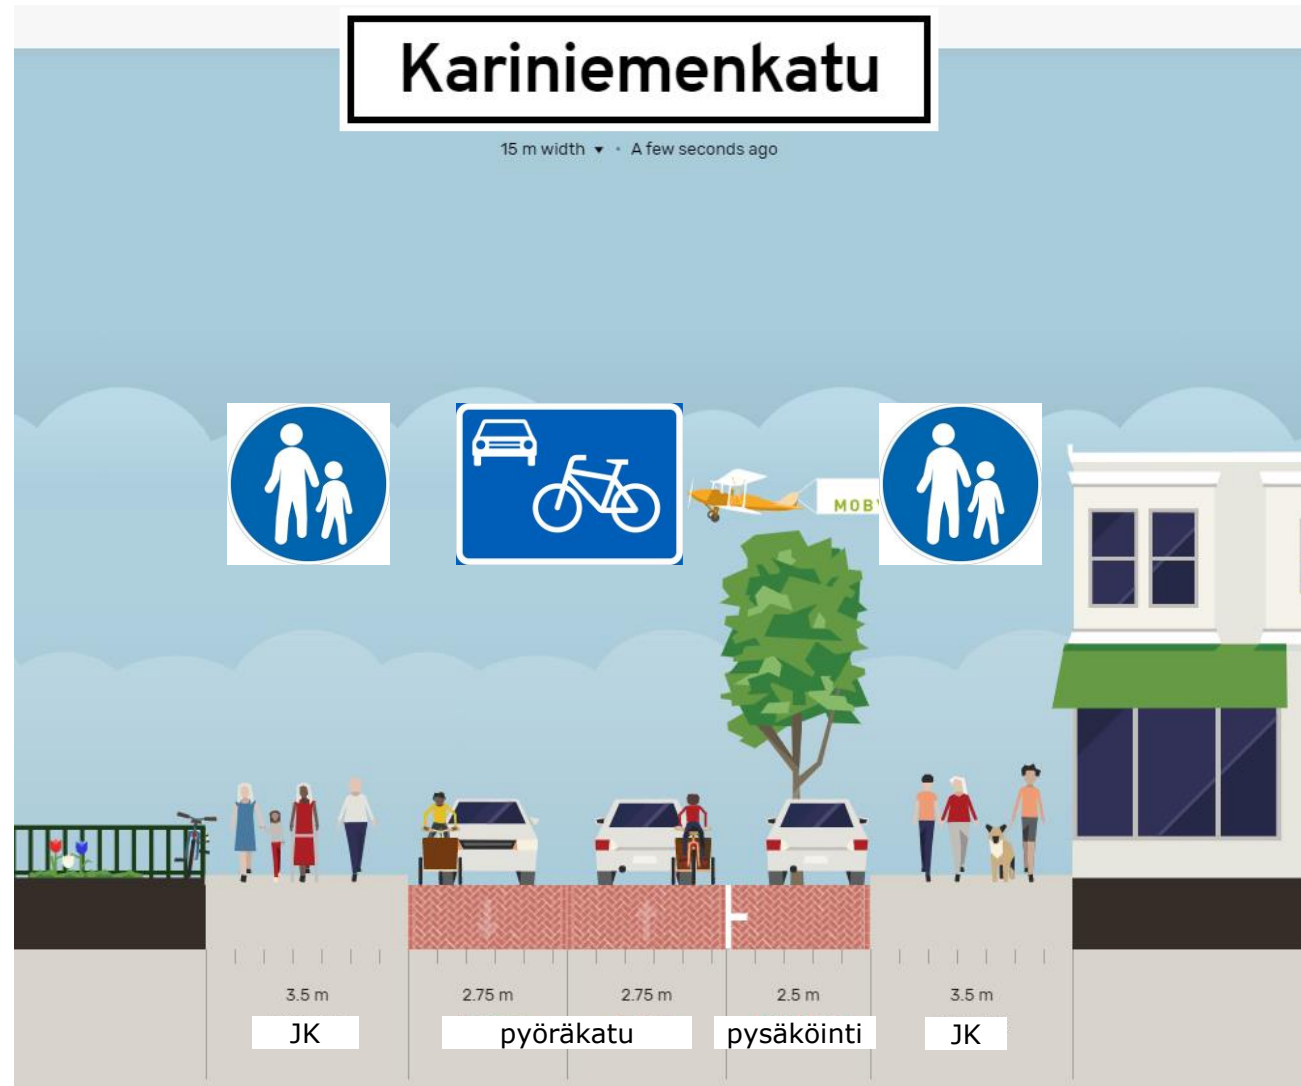 Kariniemenkatu
15 m width ▾ · A few seconds ago
MOB
3.5 m
2.75 m
2.75 m
2.5 m
3.5 m
JK
pyöräkatu
pysäköinti
JK